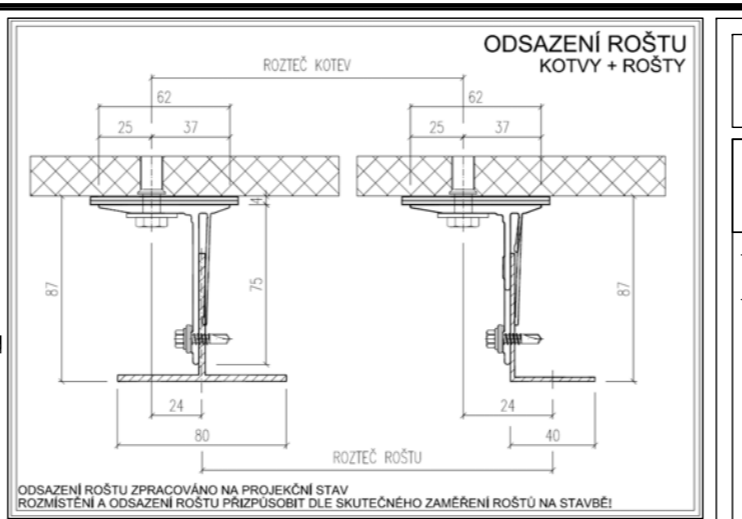 ODSAZENÍ ROŠTU
KOTVY + ROŠTY
ROZTEČ KOTEV
62
62
25
37
25
37
4
87
75
87
24
24
80
40
ROZTEČ ROŠTU
ODSAZENÍ ROŠTU ZPRACOVÁNO NA PROJEKČNÍ STAV
ROZMÍSTĚNÍ A ODSAZENÍ ROŠTU PŘIZPŮSOBIT DLE SKUTEČNÉHO ZAMĚŘENÍ ROŠTŮ NA STAVBĚ!